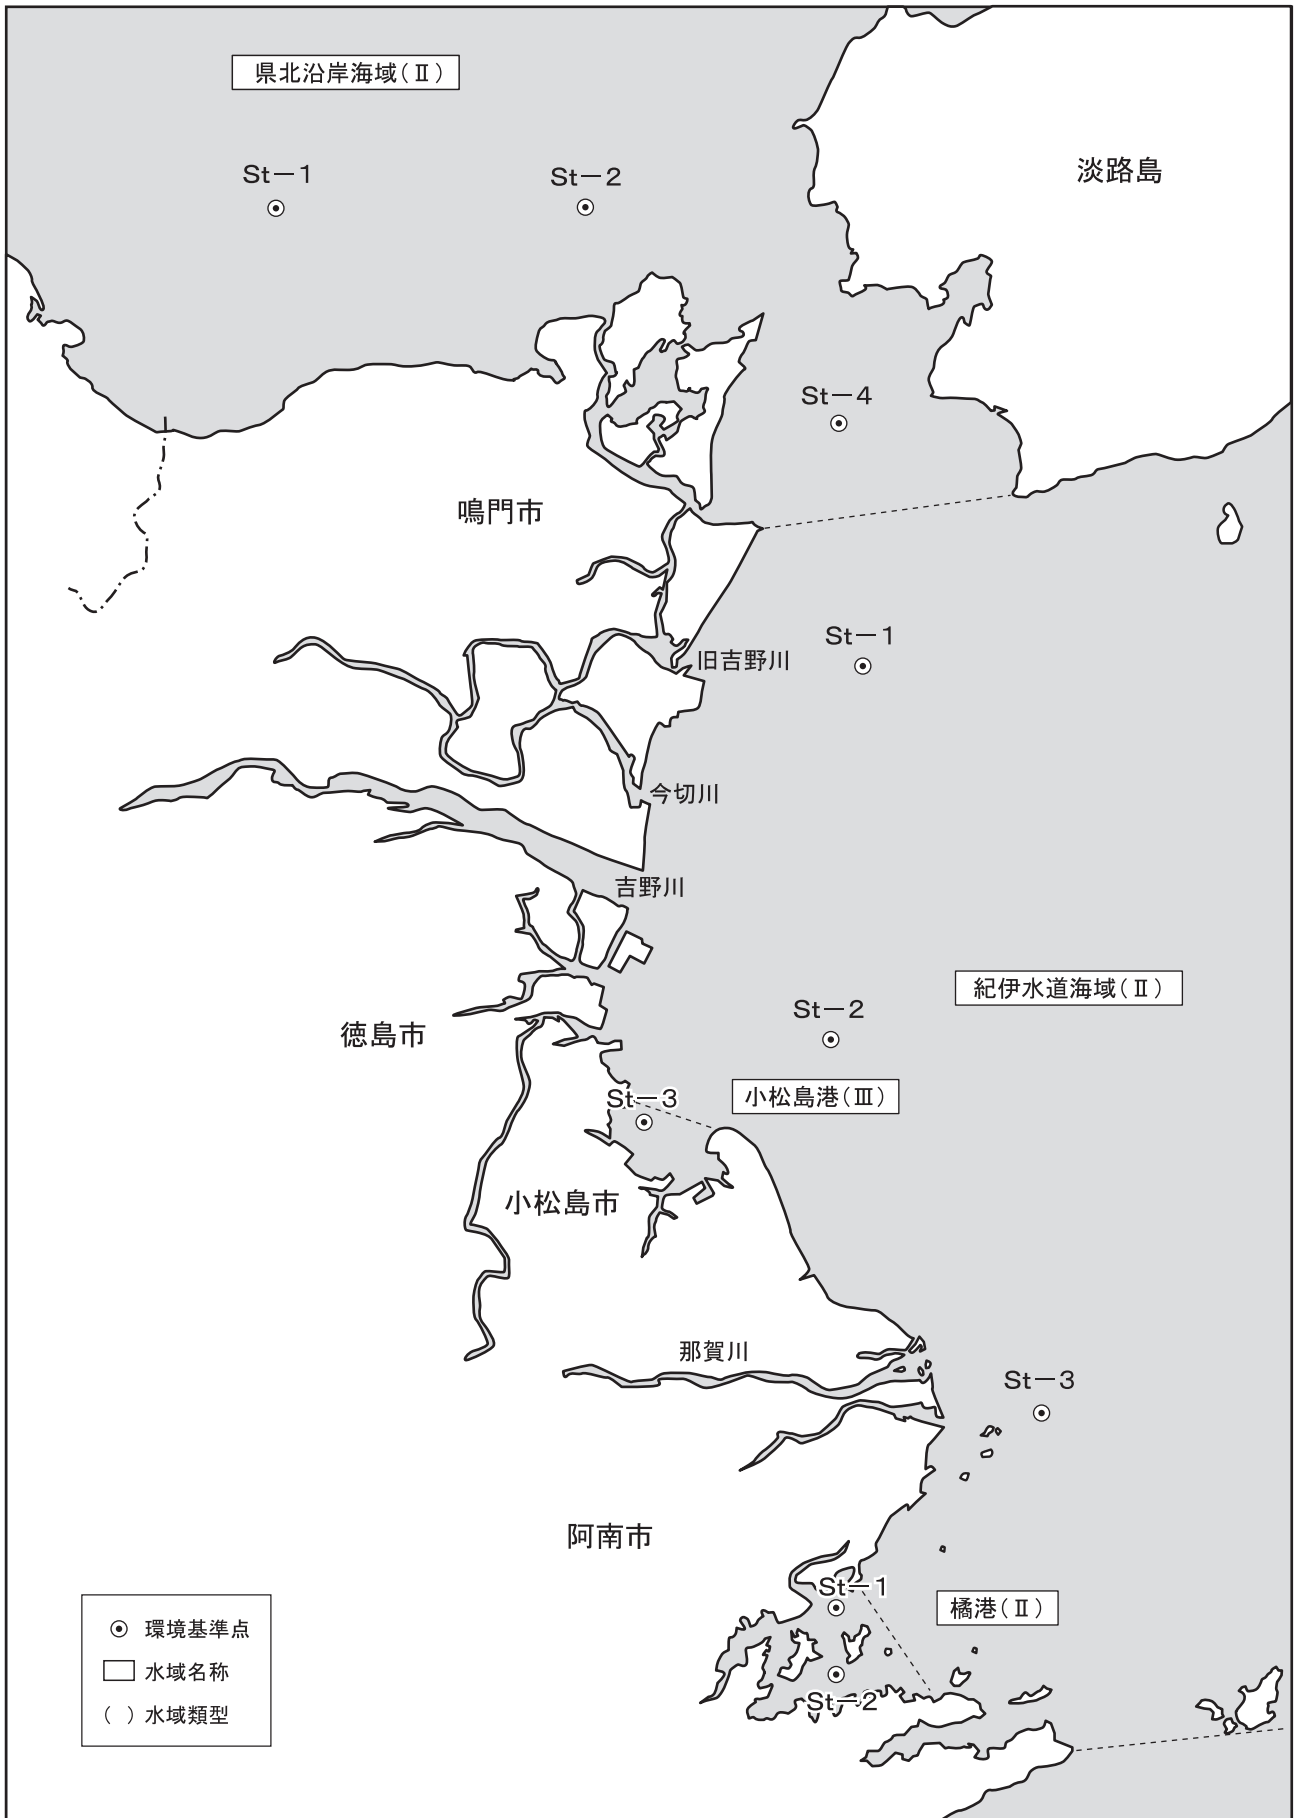 県北沿岸海域(Ⅱ)
St－1
St－2
淡路島
St－4
鳴門市
St－1
旧吉野川
今切川
吉野川
紀伊水道海域(Ⅱ)
St－2
徳島市
小松島港(Ⅲ)
St－3
小松島市
那賀川
St－3
阿南市
St－1
橘港(Ⅱ)
St－2
環境基準点
水域名称
( ) 水域類型